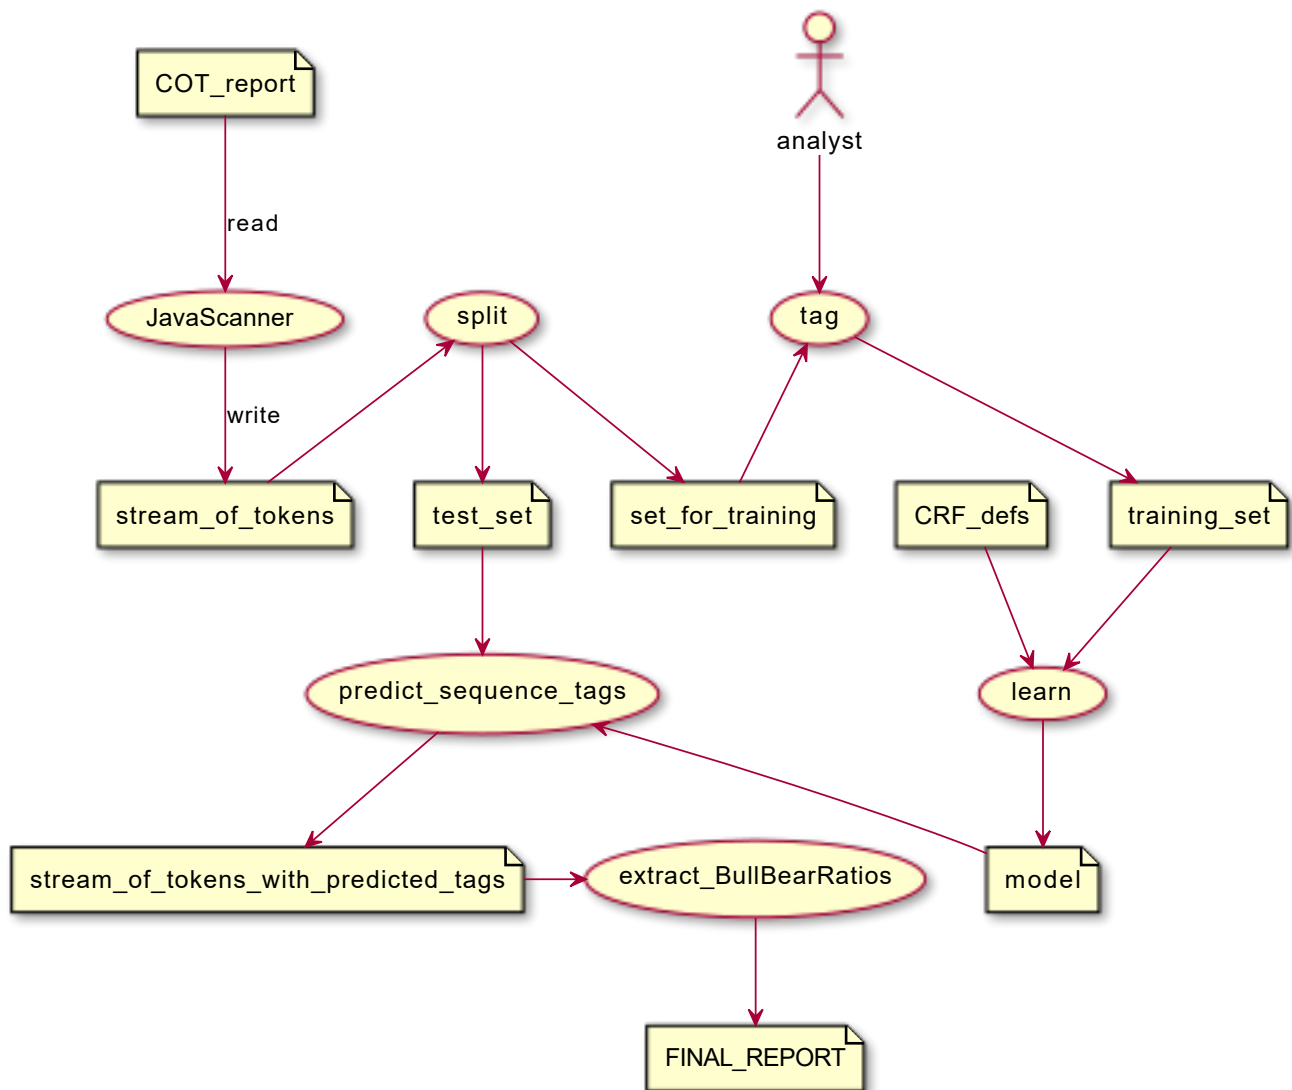 COT_report
analyst
read
JavaScanner
split
tag
write
stream_of_tokens
test_set
set_for_training
CRF_defs
training_set
predict_sequence_tags
learn
stream_of_tokens_with_predicted_tags
extract_BullBearRatios
model
FINAL_REPORT